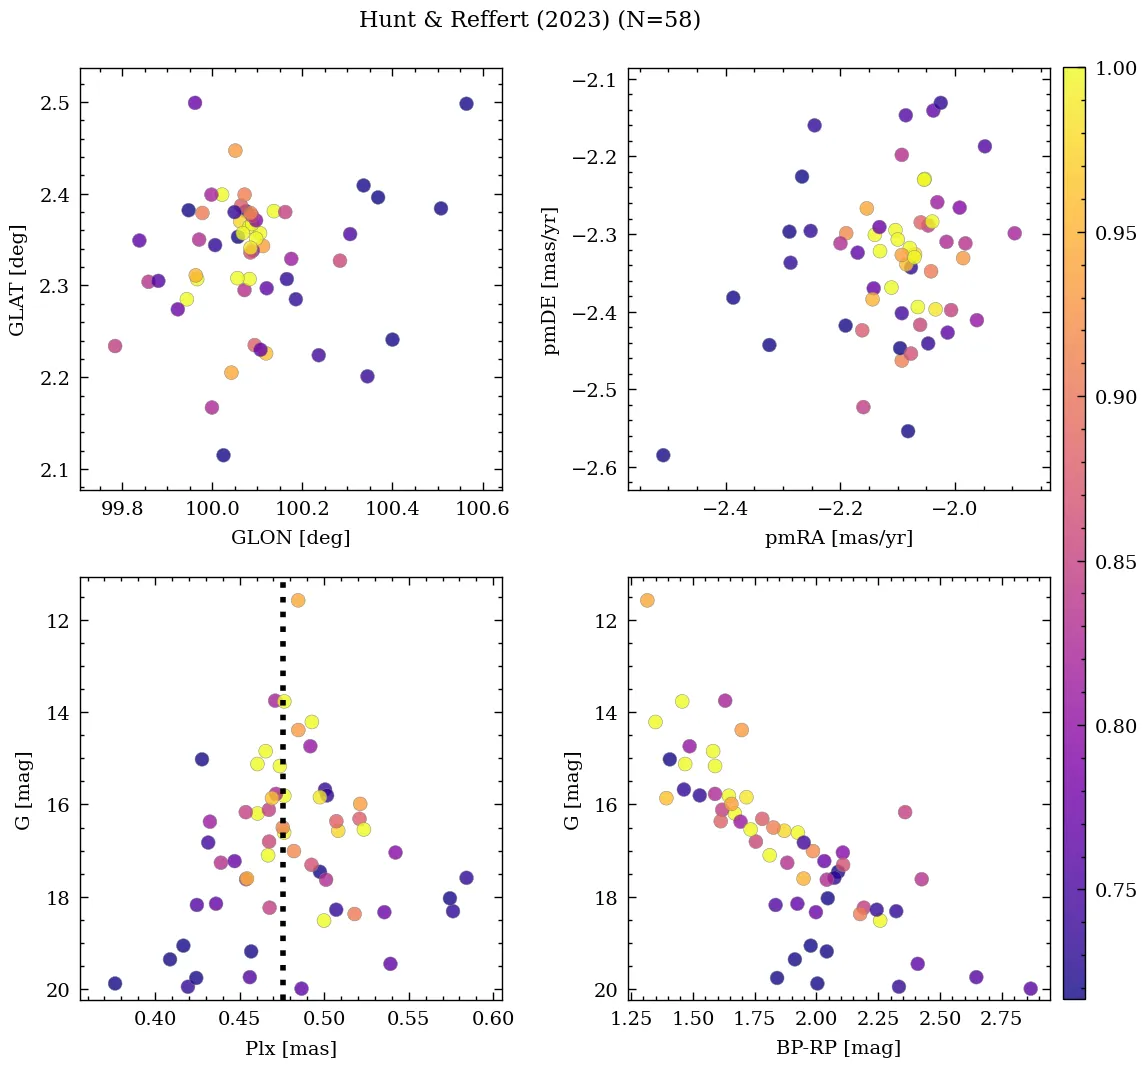 Hunt & Reffert (2023) (N=58)
2.5
2.4
2.3
2.2
2.1
GLAT [deg]
99.8 100.0 100.2 100.4 100.6
GLON [deg]
−2.1
−2.2
−2.3
−2.4
−2.5
−2.6
pmDE [mas/yr]
−2.4 −2.2 −2.0
pmRA [mas/yr]
12
14
16
18
20
G [mag]
0.40 0.45 0.50 0.55 0.60
Plx [mas]
12
14
16
18
20
G [mag]
1.25 1.50 1.75 2.00 2.25 2.50 2.75
BP-RP [mag]
1.00
0.95
0.90
0.85
0.80
0.75